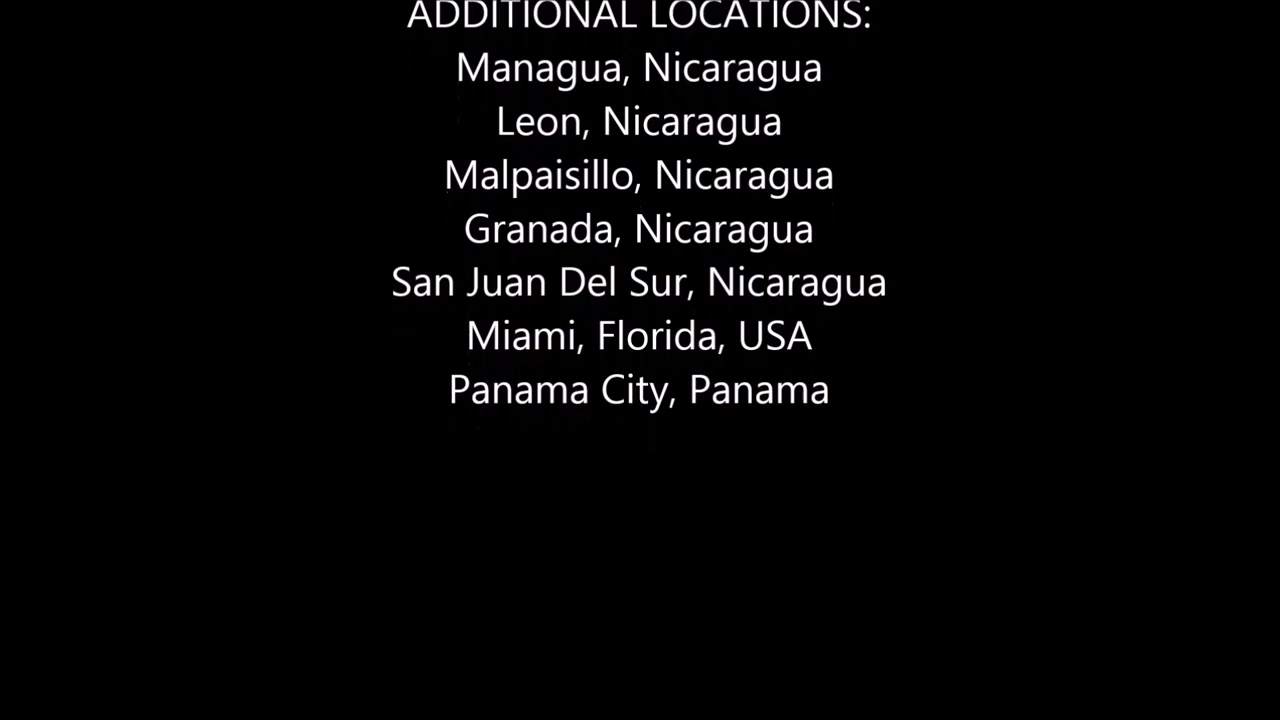 ADDITIONAL LOCATIONS:
Managua, Nicaragua
Leon, Nicaragua
Malpaisillo, Nicaragua
Granada, Nicaragua
San Juan Del Sur, Nicaragua
Miami, Florida, USA
Panama City, Panama